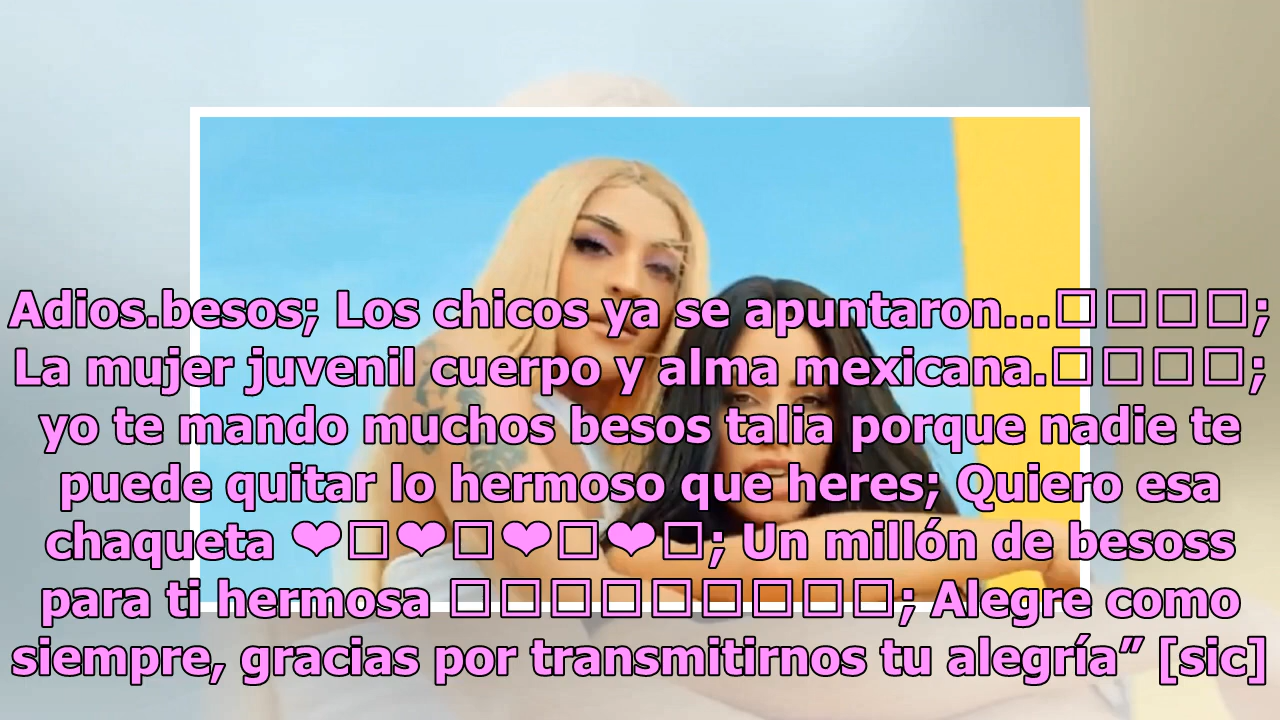 Adios.besos; Los chicos ya se apuntaron...□□□□;
La mujer juvenil cuerpo y alma mexicana.□□□□;
yo te mando muchos besos talia porque nadie te
puede quitar lo hermoso que heres; Quiero esa
chaqueta ❤□❤□❤□❤□; Un millón de besoss
para ti hermosa □□□□□□□□□; Alegre como
siempre, gracias por transmitirnos tu alegría” [sic]